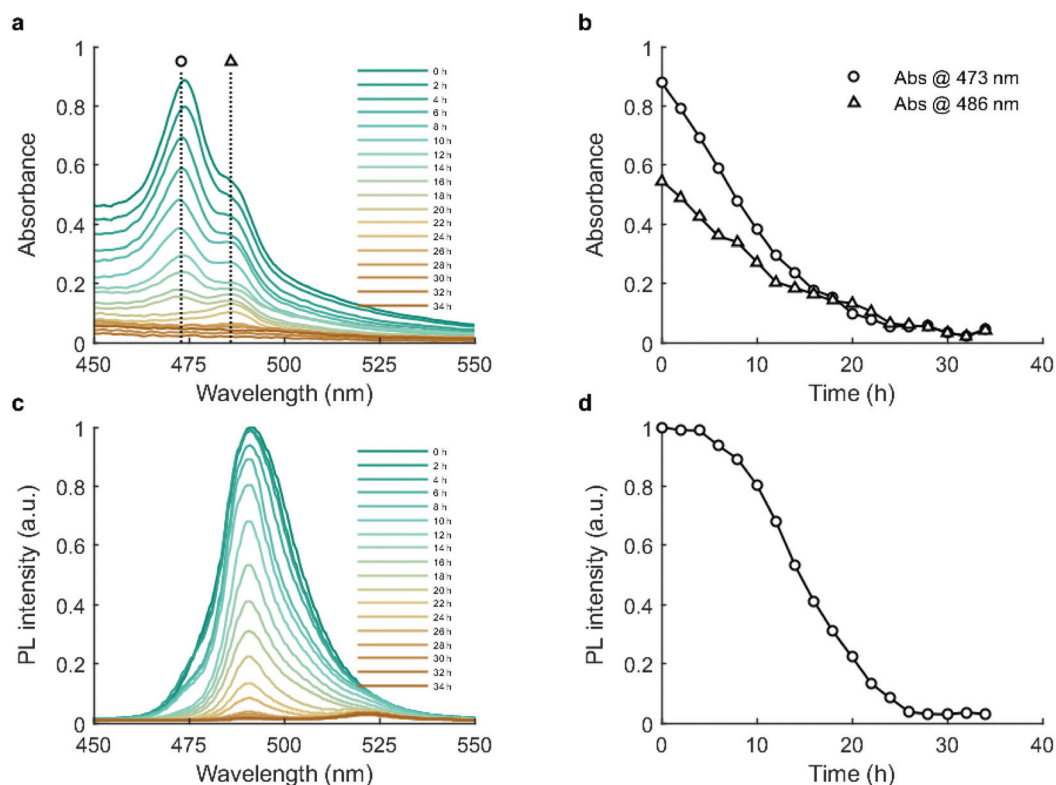 a
1
0.8
0.6
0.4
0.2
0
Absorbance
450
475
500
525
550
Wavelength (nm)
0 h
2 h
4 h
6 h
8 h
10 h
12 h
14 h
16 h
18 h
20 h
22 h
24 h
26 h
28 h
30 h
32 h
34 h
b
1
0.8
0.6
0.4
0.2
0
Absorbance
0
10
20
30
40
Time (h)
Abs @ 473 nm
Abs @ 486 nm
c
1
0.8
0.6
0.4
0.2
0
PL intensity (a.u.)
450
475
500
525
550
Wavelength (nm)
0 h
2 h
4 h
6 h
8 h
10 h
12 h
14 h
16 h
18 h
20 h
22 h
24 h
26 h
28 h
30 h
32 h
34 h
d
1
0.8
0.6
0.4
0.2
0
PL intensity (a.u.)
0
10
20
30
40
Time (h)